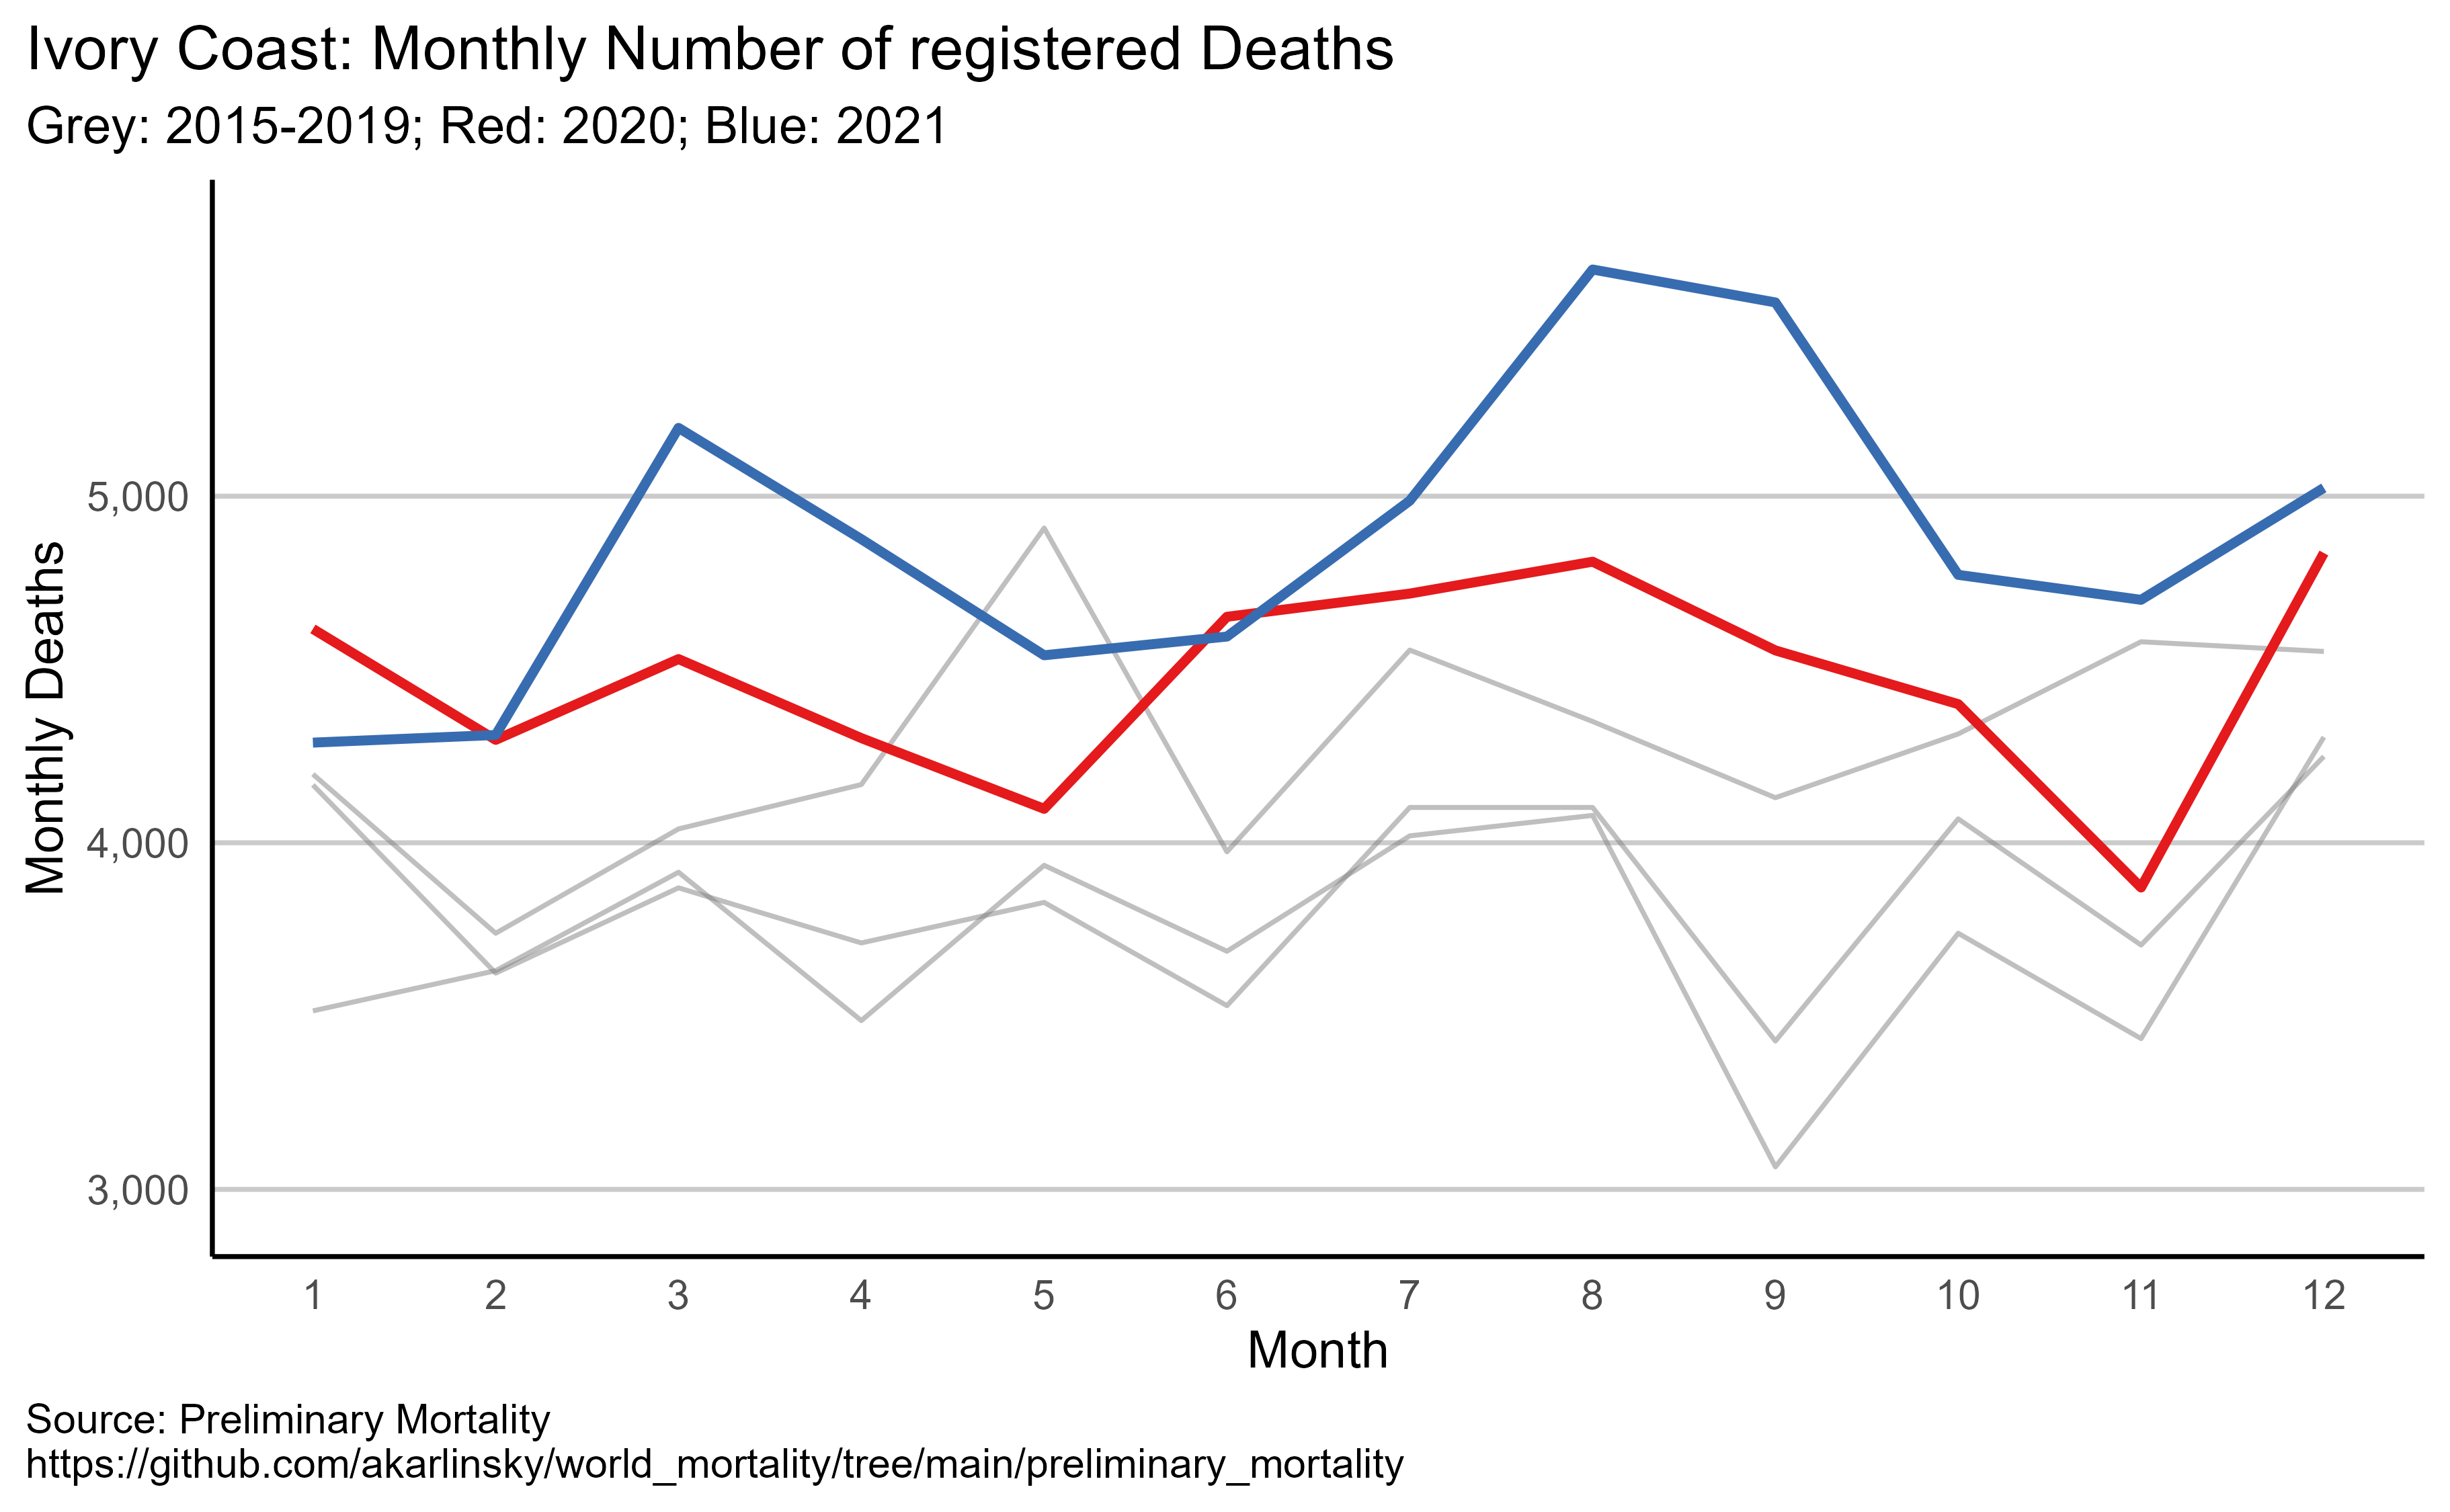 Ivory Coast: Monthly Number of registered Deaths
Grey: 2015-2019; Red: 2020; Blue: 2021
Monthly Deaths
5,000
4,000
3,000
1 2 3 4 5 6 7 8 9 10 11 12
Month
Source: Preliminary Mortality
https://github.com/akarlinsky/world_mortality/tree/main/preliminary_mortality